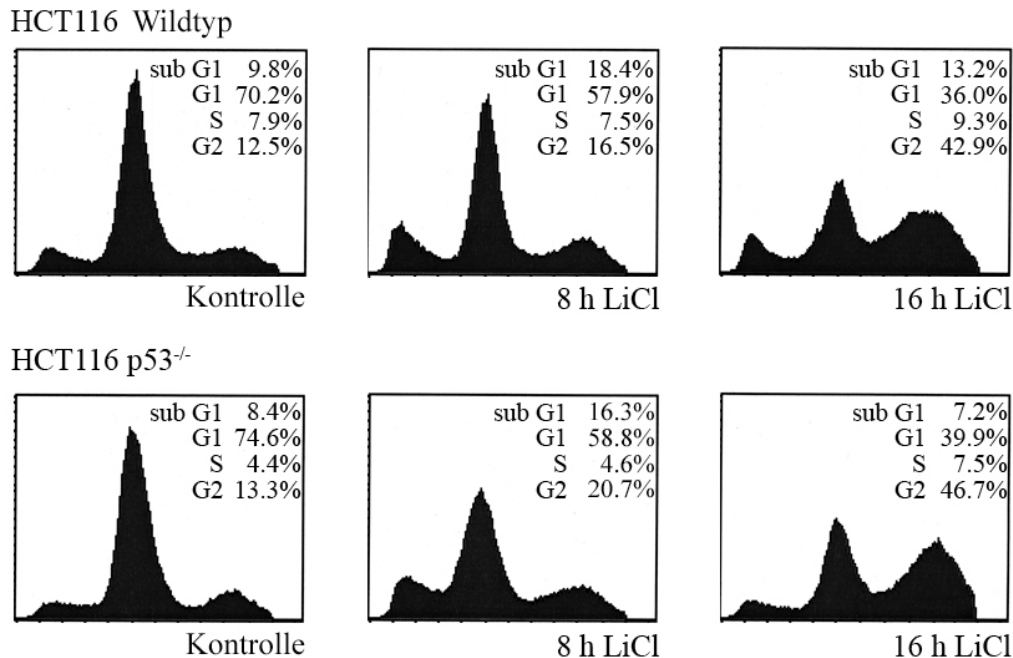 HCT116 Wildtyp
sub G1 9.8%
G1 70.2%
S 7.9%
G2 12.5%
Kontrolle
sub G1 18.4%
G1 57.9%
S 7.5%
G2 16.5%
8 h LiCl
sub G1 13.2%
G1 36.0%
S 9.3%
G2 42.9%
16 h LiCl
HCT116 p53-/-
sub G1 8.4%
G1 74.6%
S 4.4%
G2 13.3%
Kontrolle
sub G1 16.3%
G1 58.8%
S 4.6%
G2 20.7%
8 h LiCl
sub G1 7.2%
G1 39.9%
S 7.5%
G2 46.7%
16 h LiCl